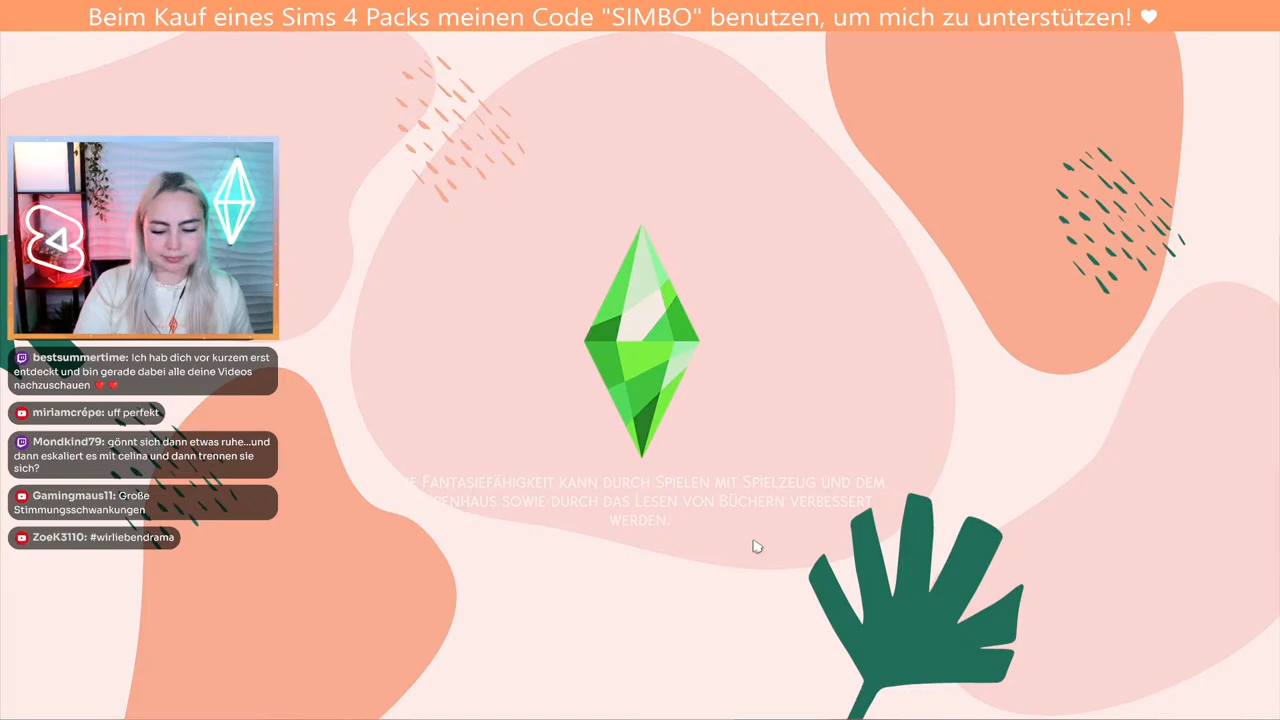 Beim Kauf eines Sims 4 Packs meinen Code "SIMBO" benutzen, um mich zu unterstützen!
bestsummertime: Ich hab dich vor kurzem erst
entdeckt und bin gerade dabei alle deine Videos
nachzuschauen
miriamcrépe: uff perfekt
Mondkind79: gönnt sich dann etwas ruhe...und
dann eskaliert es mit celina und dann trennen sie
sich?
Gamingmaus11: Große
Stimmungsschwankungen
ZoeK3110: #wirliebendrama
Fantasiefähigkeit kann durch Spielen mit Spielzeug und dem
sowie durch das Lesen von Büchern verbessert
werden.